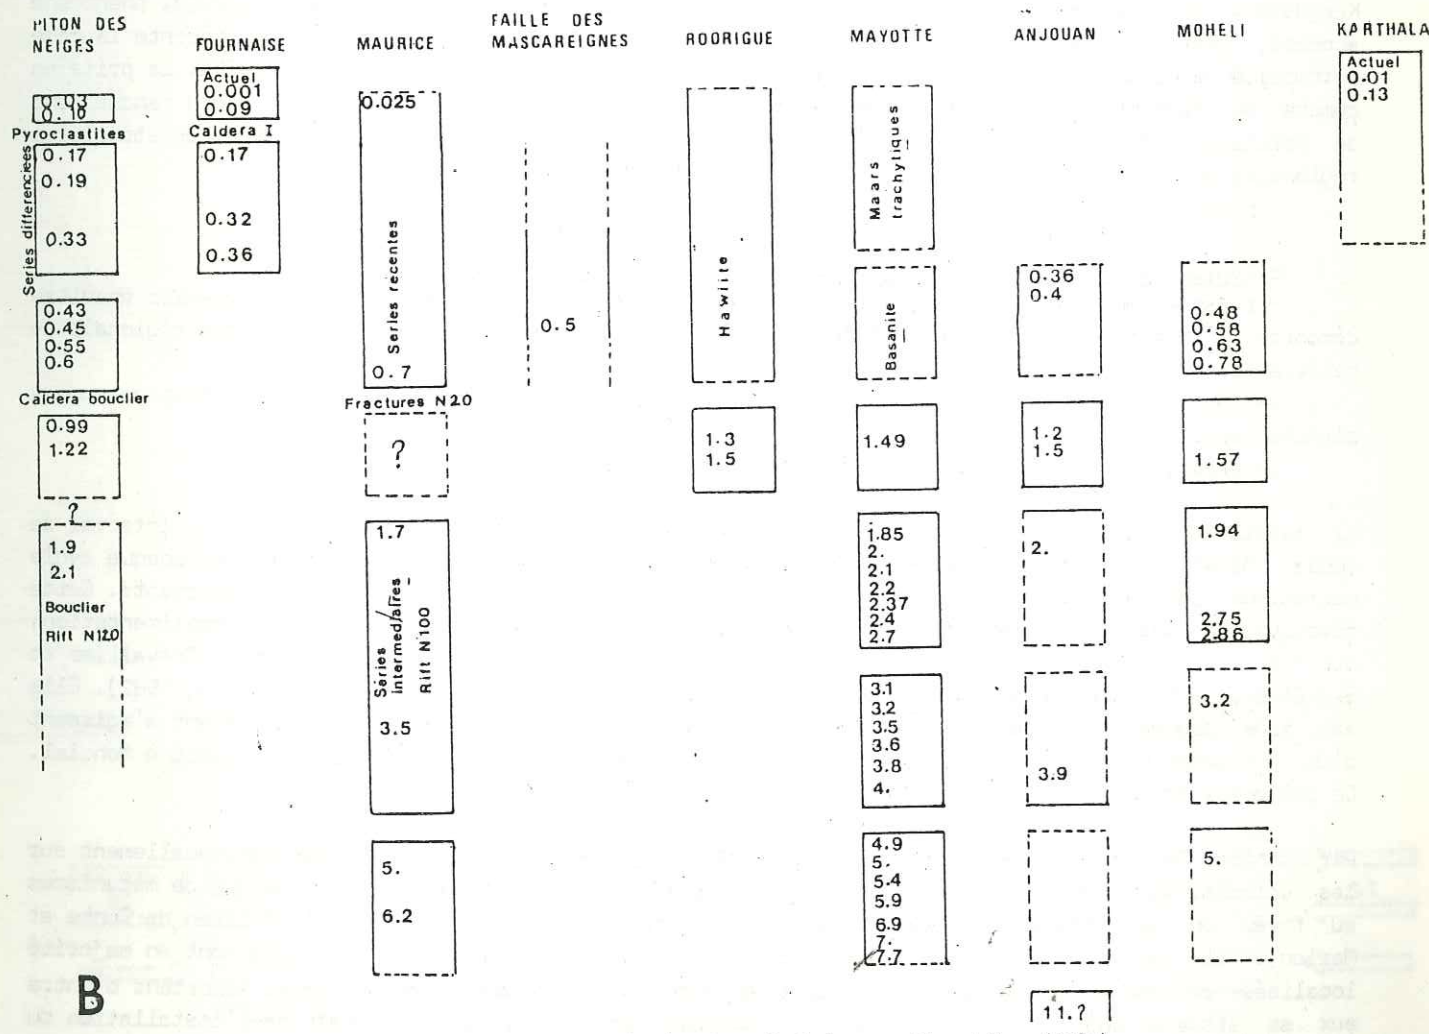 PITON DES
NEIGES
0.03
0.10
Pyroclastites
Series differenciees
0.17
0.19
0.33
0.43
0.45
0.55
0.6
Caldera bouclier
0.99
1.22
?
1.9
2.1
Bouclier
Rift N120
FOURNAISE
Actuel
0.001
0.09
Caldera I
0.17
0.32
0.36
MAURICE
0.025
Series récentes
0.7
Fractures N20
?
1.7
Series
intermediaires
Rift N100
3.5
5.
6.2
FAILLE DES
MASCAREIGNES
0.5
RODRIGUE
Hawiite
1.3
1.5
MAYOTTE
Maars
trachytiques
Basanite
1.49
1.85
2.
2.1
2.2
2.37
2.4
2.7
3.1
3.2
3.5
3.6
3.8
4.
4.9
5.
5.4
5.9
6.9
7.
7.7
ANJOUAN
0.36
0.4
1.2
1.5
2.
3.9
11.?
MOHELI
0.48
0.58
0.63
0.78
1.57
1.94
2.75
2.86
3.2
5.
KARTHALA
Actuel
0.01
0.13
B